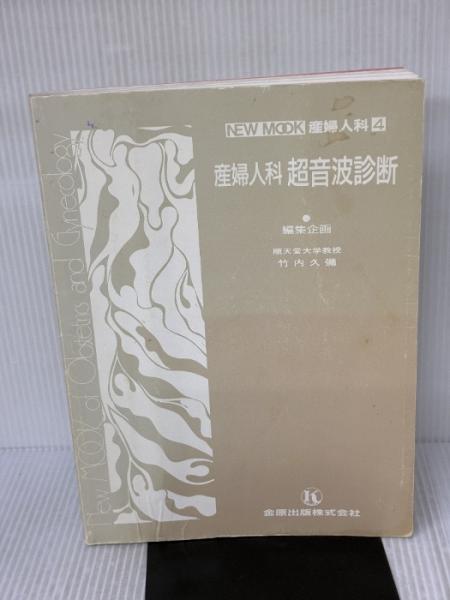 NEW MOOK 産婦人科 4
産婦人科 超音波診断
編集企画
順天堂大学教授
竹内久彌
New MOOK of Obstetrics and Gynecology
K
金原出版株式会社